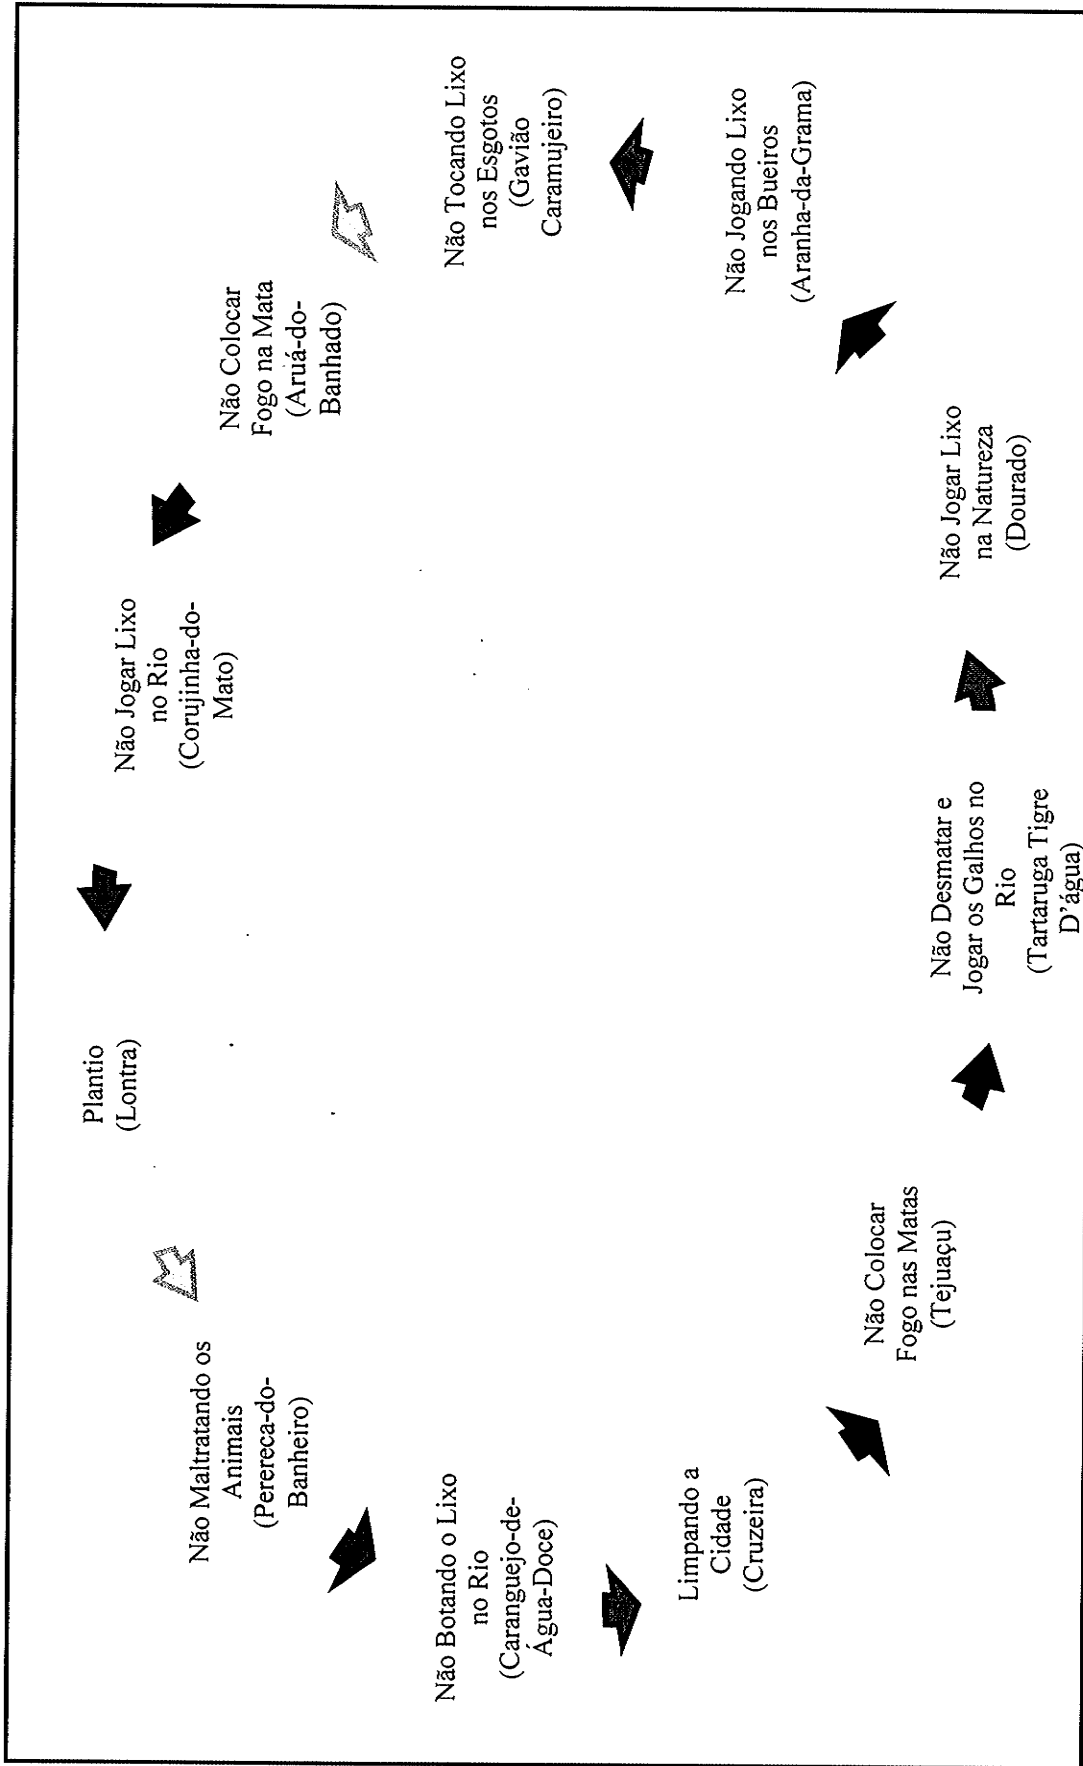 Plantio
(Lontra)
Não Jogar Lixo
no Rio
(Corujinha-do-
Mato)
Não Maltratando os
Animais
(Perereca-do-
Banheiro)
Não Colocar
Fogo na Mata
(Aruá-do-
Banhado)
Não Botando o Lixo
no Rio
(Caranguejo-de-
Água-Doce)
Não Tocando Lixo
nos Esgotos
(Gavião
Caramujeiro)
Limpando a
Cidade
(Cruzeira)
Não Jogando Lixo
nos Bueiros
(Aranha-da-Grama)
Não Colocar
Fogo nas Matas
(Tejuaçu)
Não Desmatar e
Jogar os Galhos no
Rio
(Tartaruga Tigre
D'água)
Não Jogar Lixo
na Natureza
(Dourado)